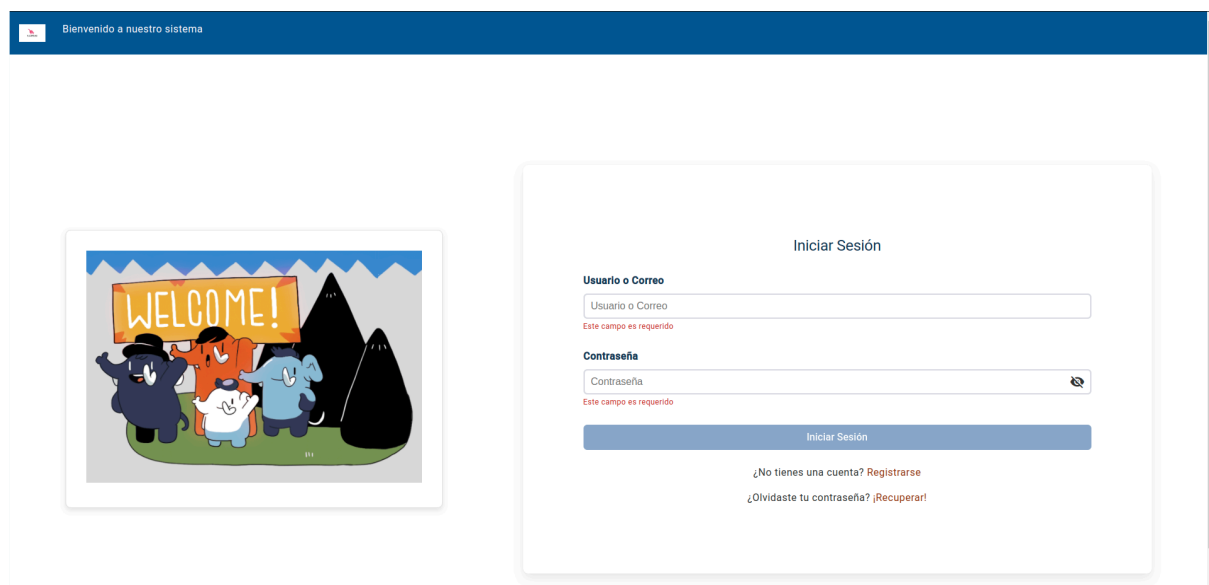 Bienvenido a nuestro sistema
WELCOME!
Iniciar Sesión
Usuario o Correo
Usuario o Correo
Este campo es requerido
Contraseña
Contraseña
Este campo es requerido
Iniciar Sesión
¿No tienes una cuenta? Registrarse
¿Olvidaste tu contraseña? ¡Recuperar!